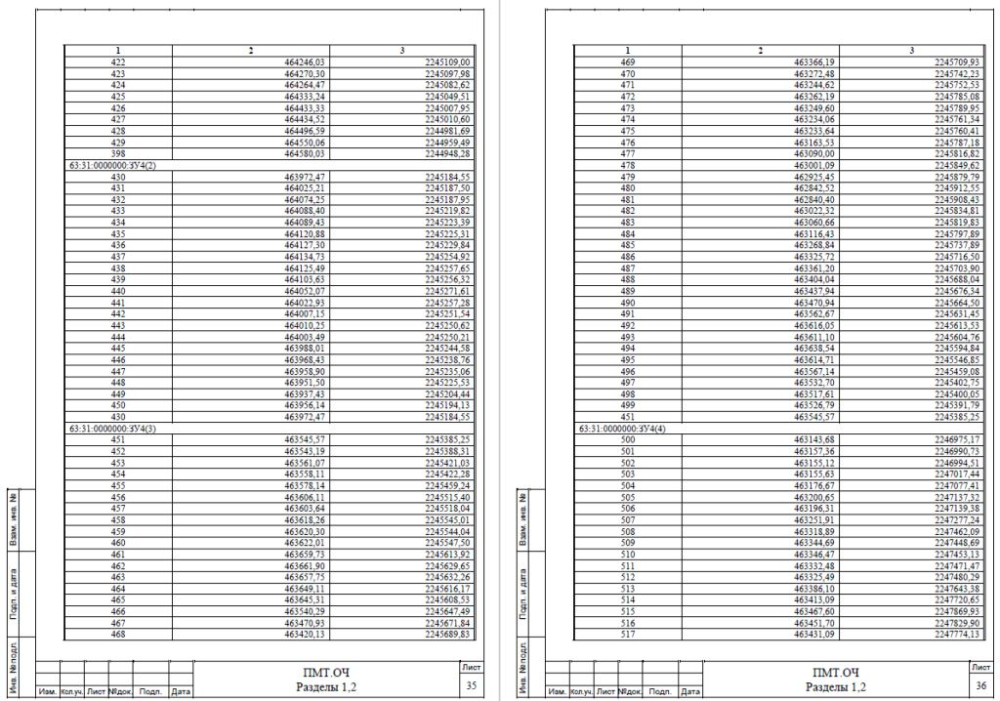 1 2 3
422 464246,03 2245109,00
423 464270,30 2245097,98
424 464264,47 2245082,62
425 464333,24 2245049,51
426 464433,33 2245007,95
427 464434,52 2245010,60
428 464496,59 2244981,69
429 464550,06 2244959,49
398 464580,03 2244948,28
63:31:0000000:ЗУ4(2)
430 463972,47 2245184,55
431 464025,21 2245187,50
432 464074,25 2245187,95
433 464088,40 2245219,82
434 464089,43 2245223,39
435 464120,88 2245225,31
436 464127,30 2245229,84
437 464134,73 2245254,92
438 464125,49 2245257,65
439 464103,63 2245256,32
440 464052,07 2245271,61
441 464022,93 2245257,28
442 464007,15 2245251,54
443 464010,25 2245250,62
444 464003,49 2245250,21
445 463988,01 2245244,58
446 463968,43 2245238,76
447 463958,90 2245235,06
448 463951,50 2245225,53
449 463937,43 2245204,44
450 463956,14 2245194,13
430 463972,47 2245184,55
63:31:0000000:ЗУ4(3)
451 463545,57 2245385,25
452 463543,19 2245388,31
453 463561,07 2245421,03
454 463558,11 2245422,28
455 463578,14 2245459,24
456 463606,11 2245515,40
457 463603,64 2245518,04
458 463618,26 2245545,01
459 463620,30 2245544,04
460 463622,01 2245547,50
461 463659,73 2245613,92
462 463661,90 2245629,65
463 463657,75 2245632,26
464 463649,11 2245616,17
465 463645,31 2245608,53
466 463540,29 2245647,49
467 463470,93 2245671,84
468 463420,13 2245689,83
Взам. инв. №
Подп. и дата
Инв. № подл.
Изм. Кол.уч. Лист №док. Подп. Дата
ПМТ.ОЧ
Разделы 1,2
Лист
35
1 2 3
469 463366,19 2245709,93
470 463272,48 2245742,23
471 463244,62 2245752,53
472 463262,19 2245785,08
473 463249,60 2245789,95
474 463234,06 2245761,34
475 463233,64 2245760,41
476 463163,53 2245787,18
477 463090,00 2245816,82
478 463001,09 2245849,62
479 462925,45 2245879,79
480 462842,52 2245912,55
481 462840,40 2245908,43
482 463022,32 2245834,81
483 463060,66 2245819,83
484 463116,43 2245797,89
485 463268,84 2245737,89
486 463325,72 2245716,50
487 463361,20 2245703,90
488 463404,04 2245688,04
489 463437,94 2245676,34
490 463470,94 2245664,50
491 463562,67 2245631,45
492 463616,05 2245613,53
493 463611,10 2245604,76
494 463638,54 2245594,84
495 463614,71 2245546,85
496 463567,14 2245459,08
497 463532,70 2245402,75
498 463517,61 2245400,05
499 463526,79 2245391,79
451 463545,57 2245385,25
63:31:0000000:ЗУ4(4)
500 463143,68 2246975,17
501 463157,36 2246990,73
502 463155,12 2246994,51
503 463155,63 2247017,44
504 463176,67 2247077,41
505 463200,65 2247137,32
506 463196,31 2247139,38
507 463251,91 2247277,24
508 463318,89 2247462,09
509 463344,69 2247448,69
510 463346,47 2247453,13
511 463332,48 2247471,47
512 463325,49 2247480,29
513 463386,10 2247643,38
514 463413,09 2247720,65
515 463467,60 2247869,93
516 463451,70 2247829,90
517 463431,09 2247774,13
Взам. инв. №
Подп. и дата
Инв. № подл.
Изм. Кол.уч. Лист №док. Подп. Дата
ПМТ.ОЧ
Разделы 1,2
Лист
36